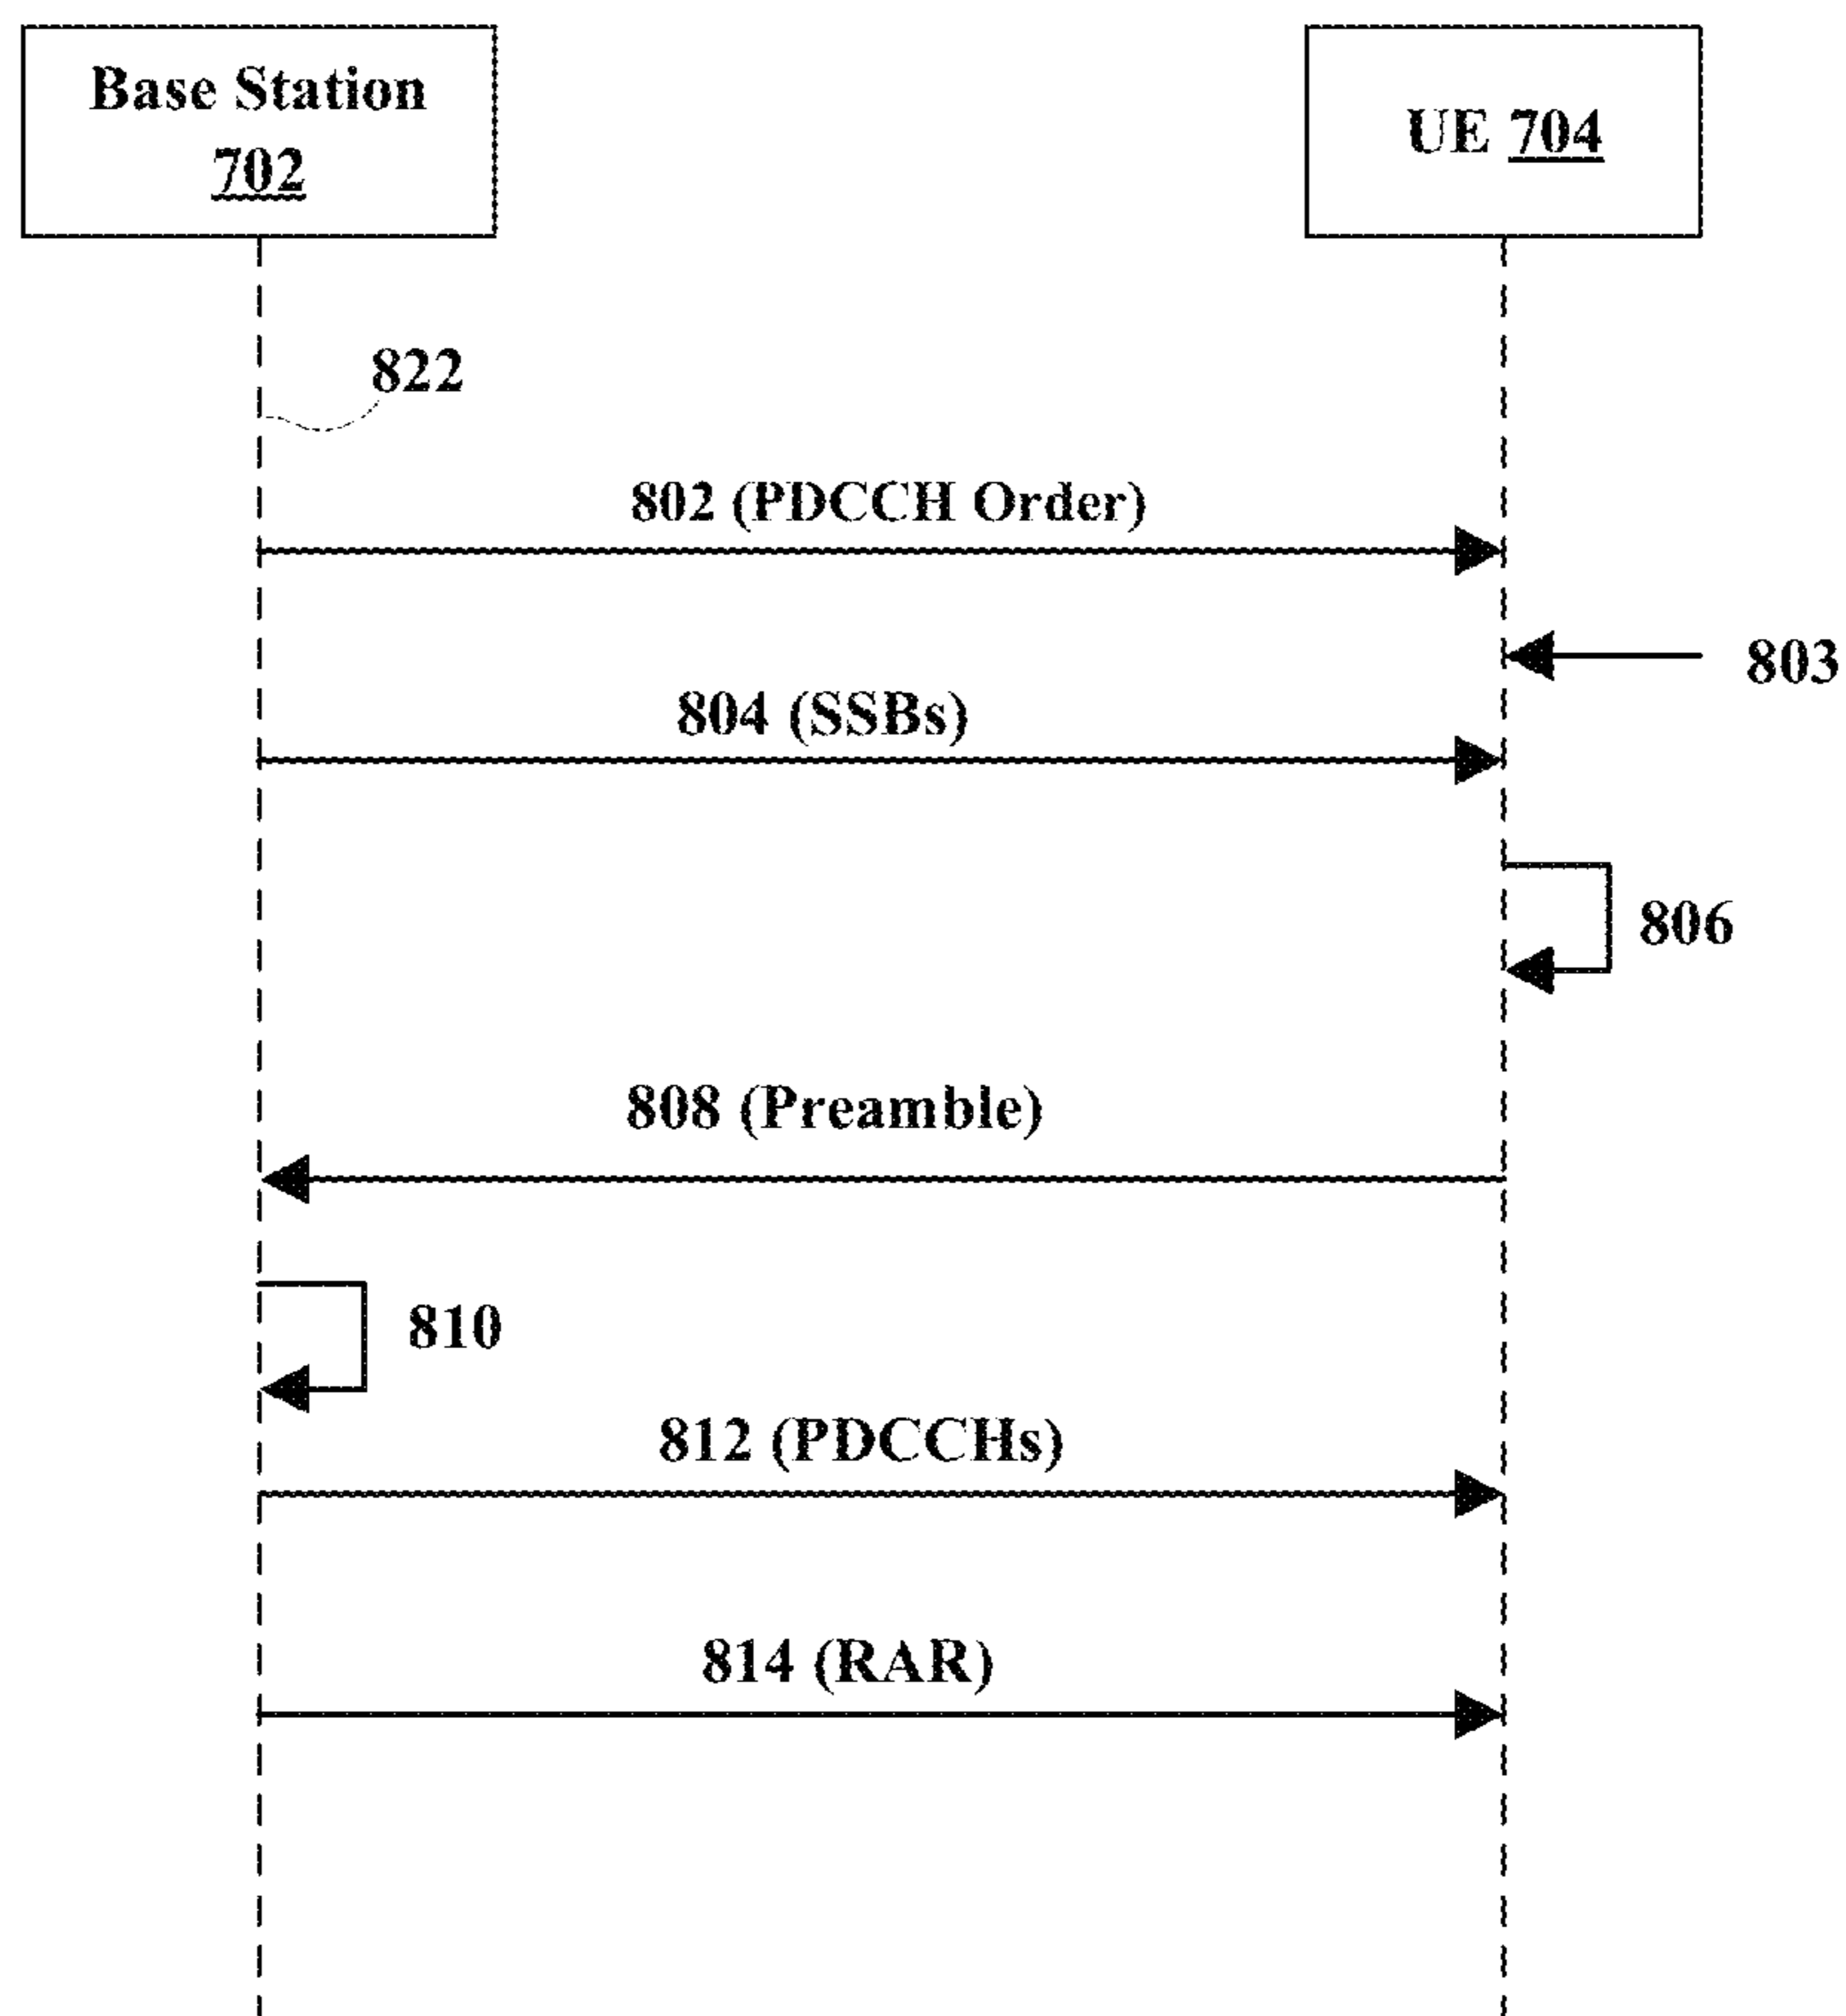 Base Station
702
UE 704
822
802 (PDCCH Order)
803
804 (SSBs)
806
808 (Preamble)
810
812 (PDCCHs)
814 (RAR)